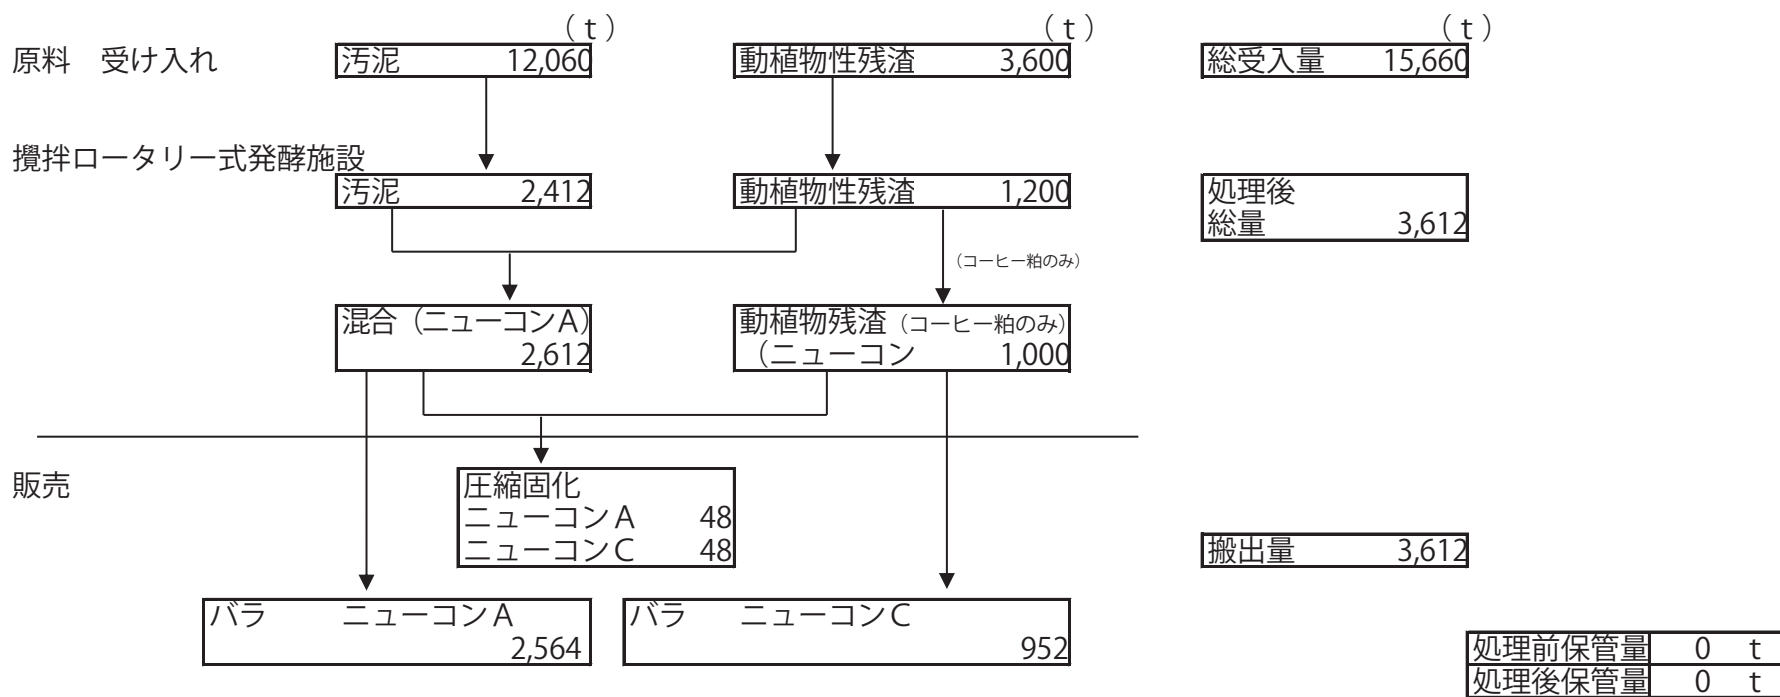 （ｔ） （ｔ） （ｔ）
原料　受け入れ 汚泥 12,060 動植物性残渣 3,600 総受入量 15,660
攪拌ロータリー式発酵施設
汚泥 2,412 動植物性残渣 1,200 処理後
総量 3,612
（コーヒー粕のみ）
混合（ニューコンA） 動植物残渣（コーヒー粕のみ）
2,612 （ニューコン 1,000
販売 圧縮固化
ニューコンA 48
ニューコンC 48 搬出量 3,612
バラ ニューコンA バラ ニューコンC
2,564 952
処理前保管量 0 ｔ
処理後保管量 0 ｔ